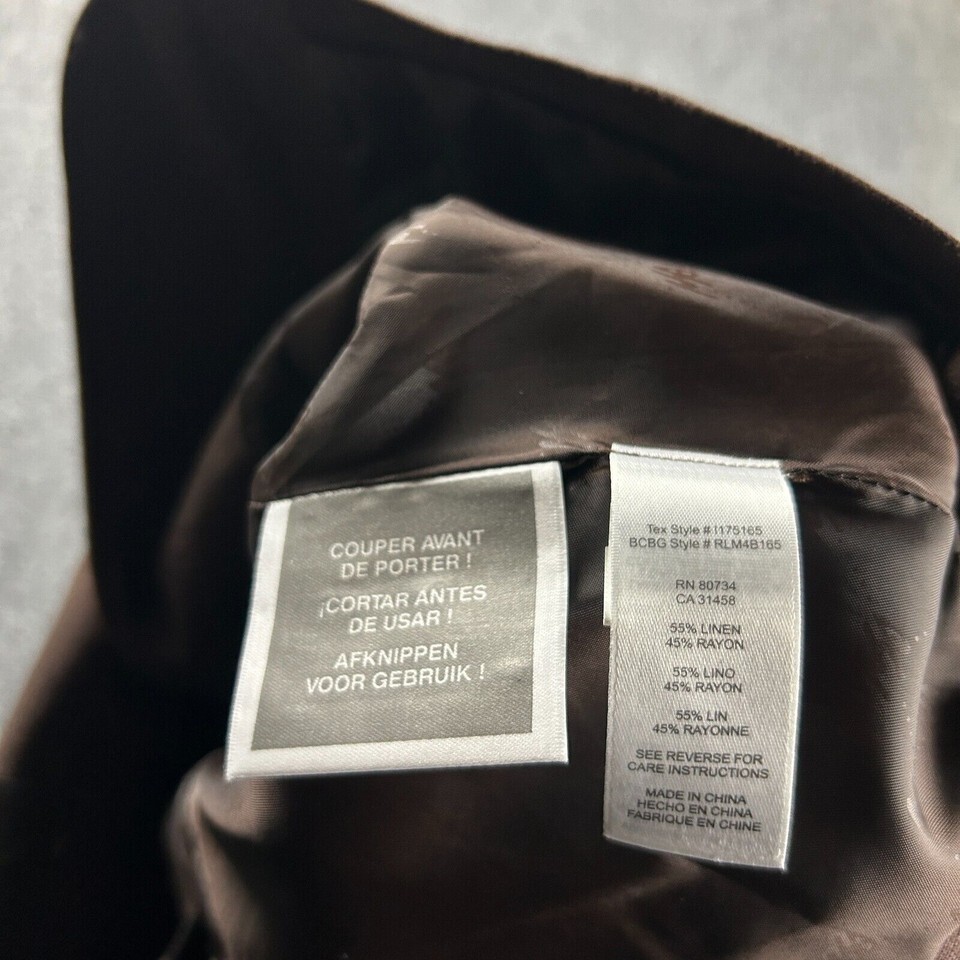 COUPER AVANT
DE PORTER !
¡CORTAR ANTES
DE USAR !
AFKNIPPEN
VOOR GEBRUIK !
Tex Style # I175165
BCBG Style # RLM4B165
RN 80734
CA 31458
55% LINEN
45% RAYON
55% LINO
45% RAYON
55% LIN
45% RAYONNE
SEE REVERSE FOR
CARE INSTRUCTIONS
MADE IN CHINA
HECHO EN CHINA
FABRIQUE EN CHINE